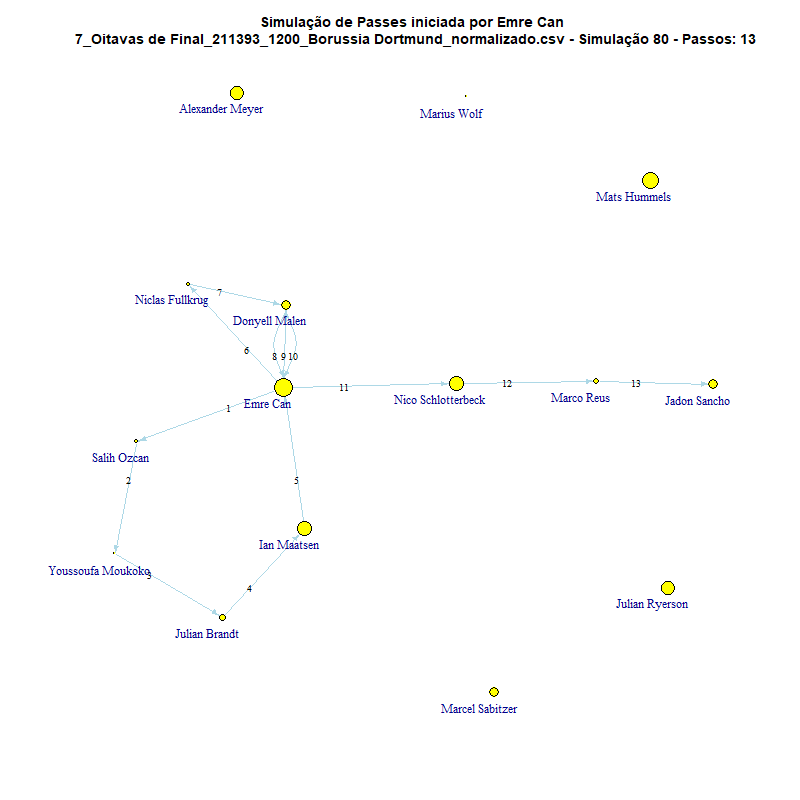 Simulação de Passes iniciada por Emre Can
7_Oitavas de Final_211393_1200_Borussia Dortmund_normalizado.csv - Simulação 80 - Passos: 13
Alexander Meyer
Marius Wolf
Mats Hummels
7
Niclas Fullkrug
Donyell Malen
6
8 9 10
11
12
13
Emre Can
Nico Schlotterbeck
Marco Reus
Jadon Sancho
1
Salih Ozcan
2
5
Ian Maatsen
Youssoufa Moukoko
3
4
Julian Ryerson
Julian Brandt
Marcel Sabitzer